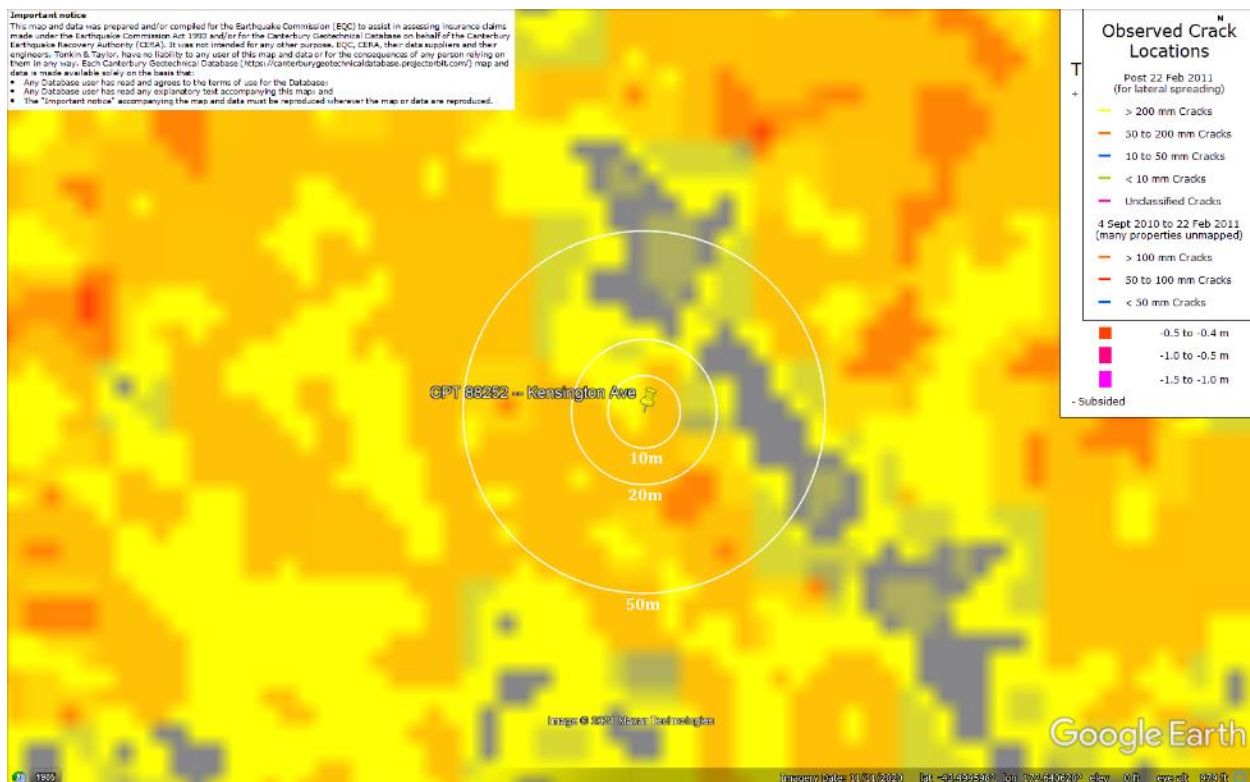 Important notice
This map and data was prepared and/or compiled for the Earthquake Commission (EQC) to assist in assessing insurance claims
made under the Earthquake Commission Act 1993 and/or for the Canterbury Geotechnical Database on behalf of the Canterbury
Earthquake Recovery Authority (CERA). It was not intended for any other purpose. EQC, CERA, their data suppliers and their
engineers, Tonkin & Taylor, have no liability to any user of this map and data or for the consequences of any person relying on
them in any way. Each Canterbury Geotechnical Database (https://canterburygeotechnicaldatabase.projectorbit.com/) map and
data is made available solely on the basis that:
• Any Database user has read and agrees to the terms of use for the Database;
• Any Database user has read any explanatory text accompanying this map; and
• The "Important notice" accompanying the map and data must be reproduced wherever the map or data are reproduced.
N
Observed Crack
Locations
T
+
Post 22 Feb 2011
(for lateral spreading)
> 200 mm Cracks
50 to 200 mm Cracks
10 to 50 mm Cracks
< 10 mm Cracks
Unclassified Cracks
4 Sept 2010 to 22 Feb 2011
(many properties unmapped)
> 100 mm Cracks
50 to 100 mm Cracks
< 50 mm Cracks
-0.5 to -0.4 m
-1.0 to -0.5 m
-1.5 to -1.0 m
- Subsided
CPT 88252 -- Kensington Ave
10m
20m
50m
Image © 2021 Maxar Technologies
Google Earth
1985